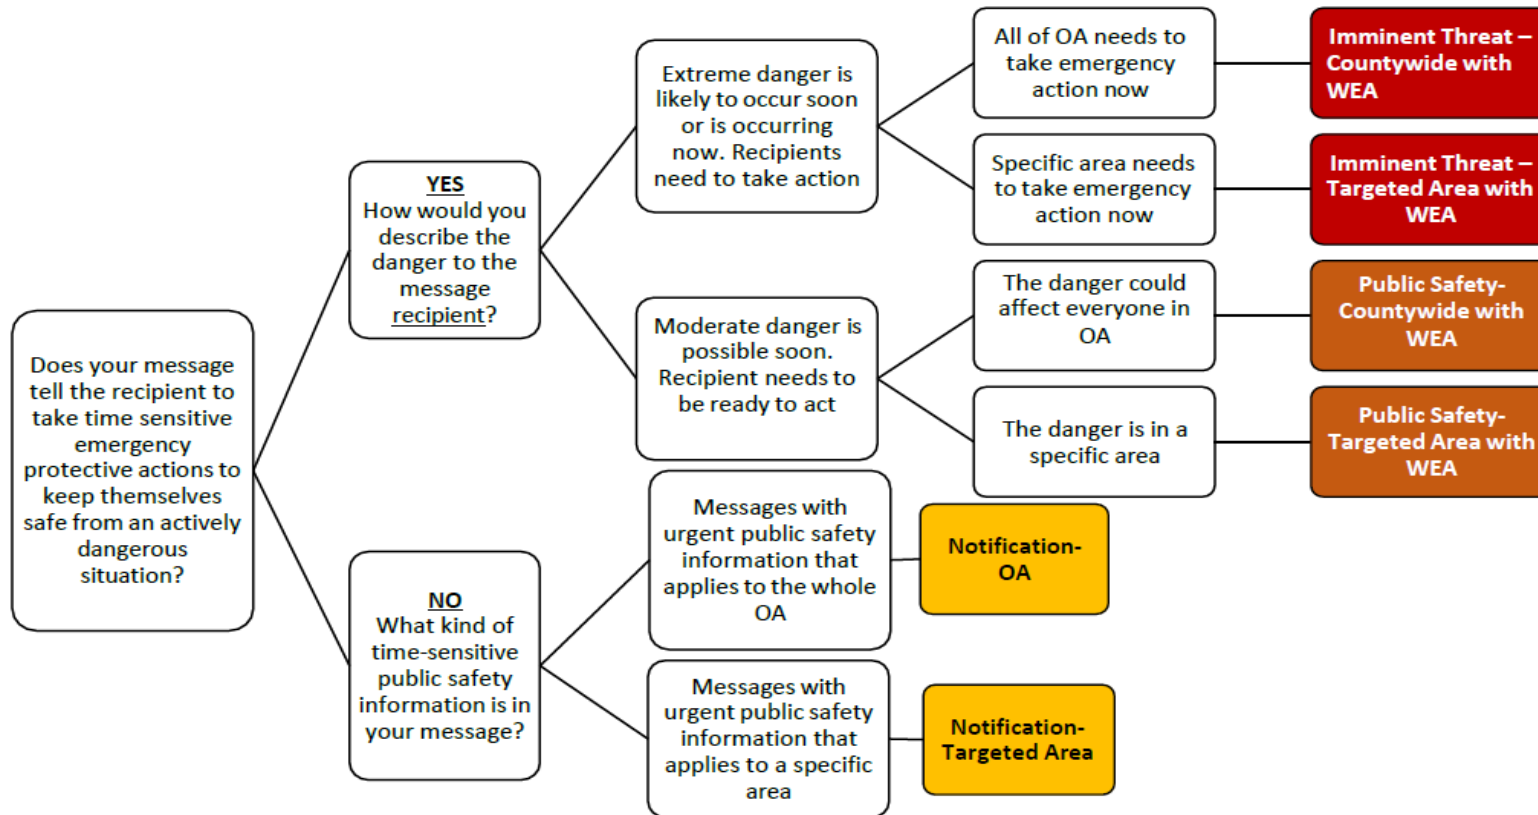 Does your message
tell the recipient to
take time sensitive
emergency
protective actions to
keep themselves
safe from an actively
dangerous
situation?
YES
How would you
describe the
danger to the
message
recipient?
Extreme danger is
likely to occur soon
or is occurring
now. Recipients
need to take action
All of OA needs to
take emergency
action now
Imminent Threat –
Countywide with
WEA
Specific area needs
to take emergency
action now
Imminent Threat –
Targeted Area with
WEA
Moderate danger is
possible soon.
Recipient needs to
be ready to act
The danger could
affect everyone in
OA
Public Safety-
Countywide with
WEA
The danger is in a
specific area
Public Safety-
Targeted Area with
WEA
NO
What kind of
time-sensitive
public safety
information is in
your message?
Messages with
urgent public safety
information that
applies to the whole
OA
Notification-
OA
Messages with
urgent public safety
information that
applies to a specific
area
Notification-
Targeted Area